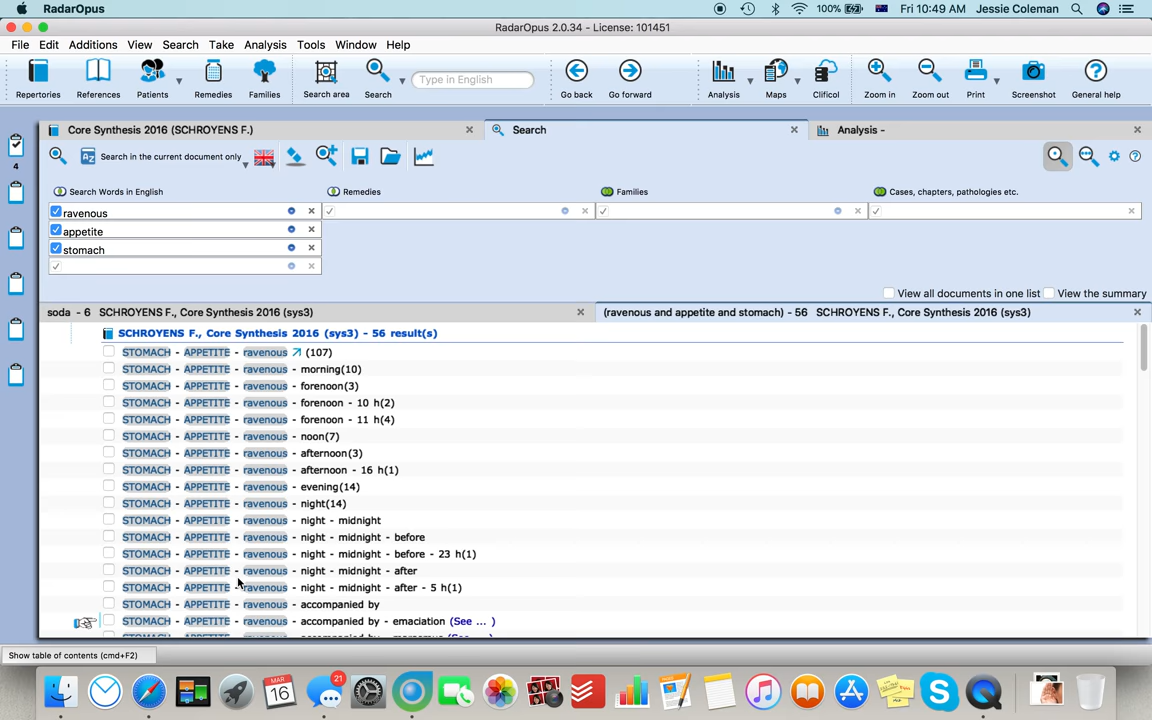 RadarOpus 100% Fri 10:49 AM Jessie Coleman
RadarOpus 2.0.34 - License: 101451
File Edit Additions View Search Take Analysis Tools Window Help
Type in English
Repertories References Patients Remedies Families Search area Search Go back Go forward Analysis Maps Clificol Zoom in Zoom out Print Screenshot General help
Core Synthesis 2016 (SCHROYENS F.) Search Analysis -
4 Search in the current document only
Search Words in English Remedies Families Cases, chapters, pathologies etc.
ravenous
appetite
stomach
View all documents in one list View the summary
soda - 6 SCHROYENS F., Core Synthesis 2016 (sys3) (ravenous and appetite and stomach) - 56 SCHROYENS F., Core Synthesis 2016 (sys3)
SCHROYENS F., Core Synthesis 2016 (sys3) - 56 result(s)
STOMACH - APPETITE - ravenous (107)
STOMACH - APPETITE - ravenous - morning(10)
STOMACH - APPETITE - ravenous - forenoon(3)
STOMACH - APPETITE - ravenous - forenoon - 10 h(2)
STOMACH - APPETITE - ravenous - forenoon - 11 h(4)
STOMACH - APPETITE - ravenous - noon(7)
STOMACH - APPETITE - ravenous - afternoon(3)
STOMACH - APPETITE - ravenous - afternoon - 16 h(1)
STOMACH - APPETITE - ravenous - evening(14)
STOMACH - APPETITE - ravenous - night(14)
STOMACH - APPETITE - ravenous - night - midnight
STOMACH - APPETITE - ravenous - night - midnight - before
STOMACH - APPETITE - ravenous - night - midnight - before - 23 h(1)
STOMACH - APPETITE - ravenous - night - midnight - after
STOMACH - APPETITE - ravenous - night - midnight - after - 5 h(1)
STOMACH - APPETITE - ravenous - accompanied by
STOMACH - APPETITE - ravenous - accompanied by - emaciation (See ... )
Show table of contents (cmd+F2)
21
MAR
16